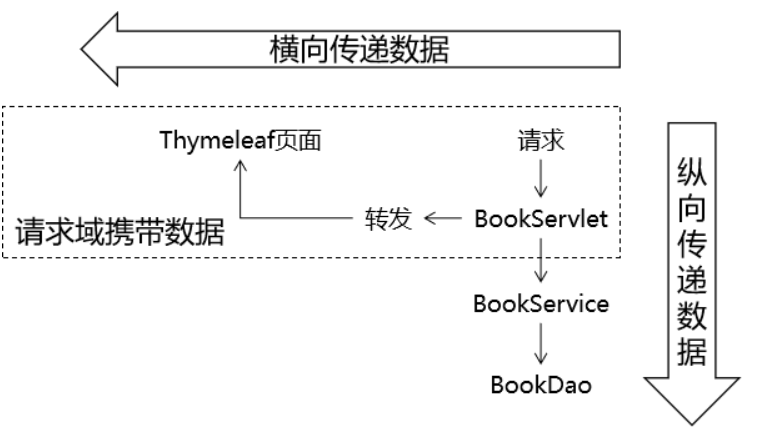 横向传递数据
Thymeleaf页面
请求
请求域携带数据
转发
BookServlet
BookService
BookDao
纵向传递数据